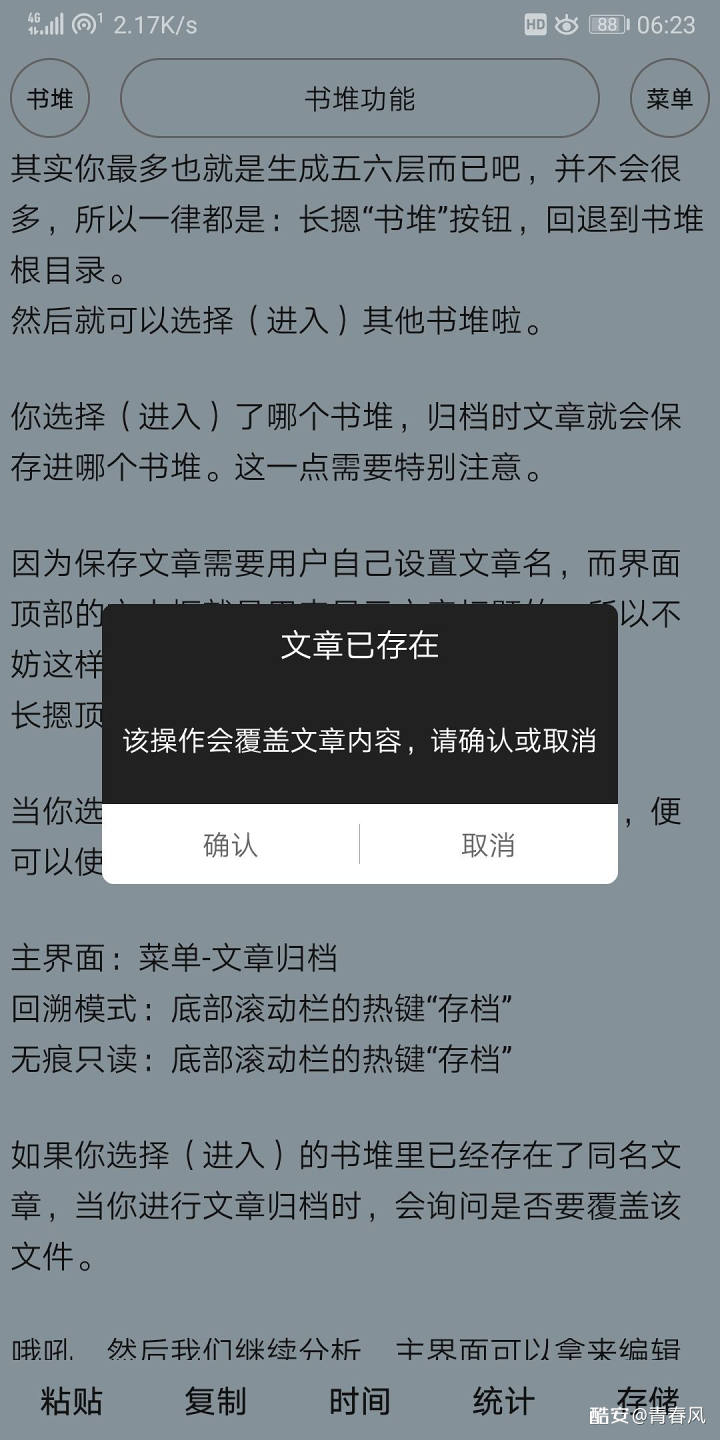 4G 1 2.17K/s HD 88 06:23
书堆 书堆功能 菜单
其实你最多也就是生成五六层而已吧，并不会很
多，所以一律都是：长摁“书堆”按钮，回退到书堆
根目录。
然后就可以选择（进入）其他书堆啦。
你选择（进入）了哪个书堆，归档时文章就会保
存进哪个书堆。这一点需要特别注意。
因为保存文章需要用户自己设置文章名，而界面
顶部的 所以不
妨这样
长摁顶
当你选 ，便
可以使
文章已存在
该操作会覆盖文章内容，请确认或取消
确认 取消
主界面：菜单-文章归档
回溯模式：底部滚动栏的热键“存档”
无痕只读：底部滚动栏的热键“存档”
如果你选择（进入）的书堆里已经存在了同名文
章，当你进行文章归档时，会询问是否要覆盖该
文件。
哦吼，然后我们继续分析，主界面可以拿来编辑
粘贴 复制 时间 统计 存储
酷安@青春风